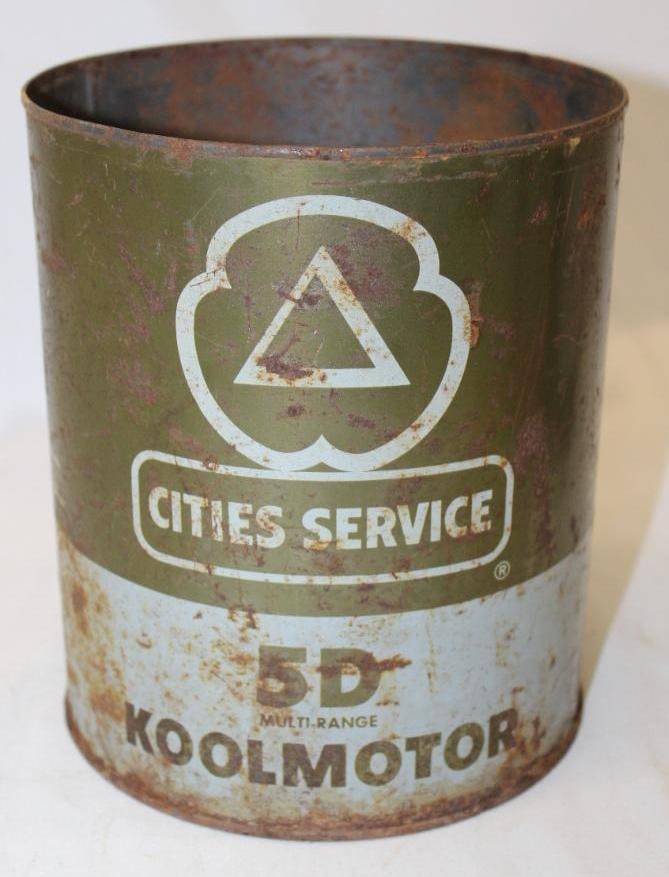 CITIES SERVICE
®
5D
MULTI-RANGE
KOOLMOTOR